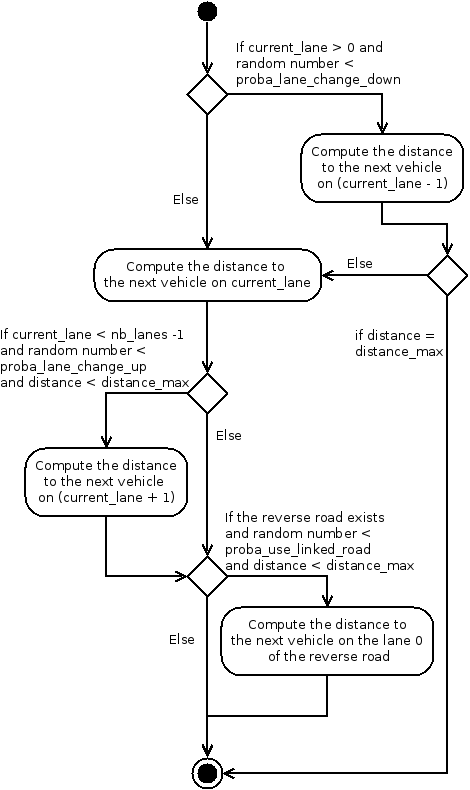 If current_lane > 0 and
random number <
proba_lane_change_down
Compute the distance
to the next vehicle
on (current_lane - 1)
Else
Compute the distance to
the next vehicle on current_lane
Else
if distance =
distance_max
If current_lane < nb_lanes -1
and random number <
proba_lane_change_up
and distance < distance_max
Else
Compute the distance
to the next vehicle
on (current_lane + 1)
If the reverse road exists
and random number <
proba_use_linked_road
and distance < distance_max
Else
Compute the distance to
the next vehicle on the lane 0
of the reverse road